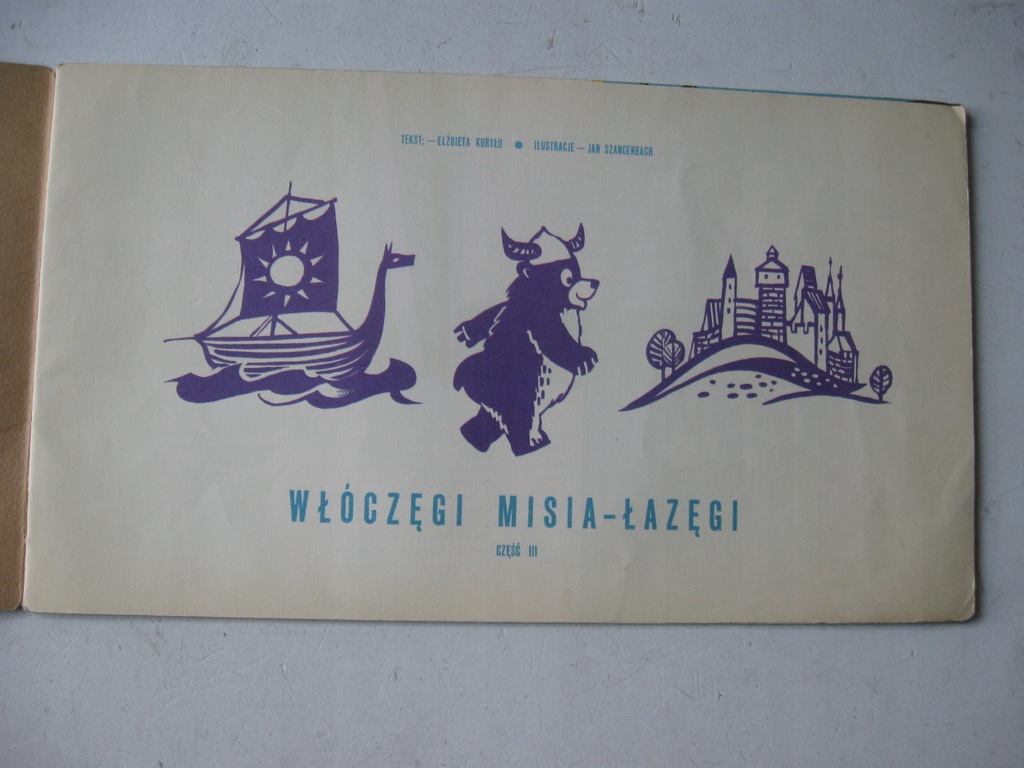 TEKST: — ELŻBIETA KURYŁO ● ILUSTRACJE — JAN SZANCENBACH
WŁÓCZĘGI MISIA-ŁAZĘGI
CZĘŚĆ III